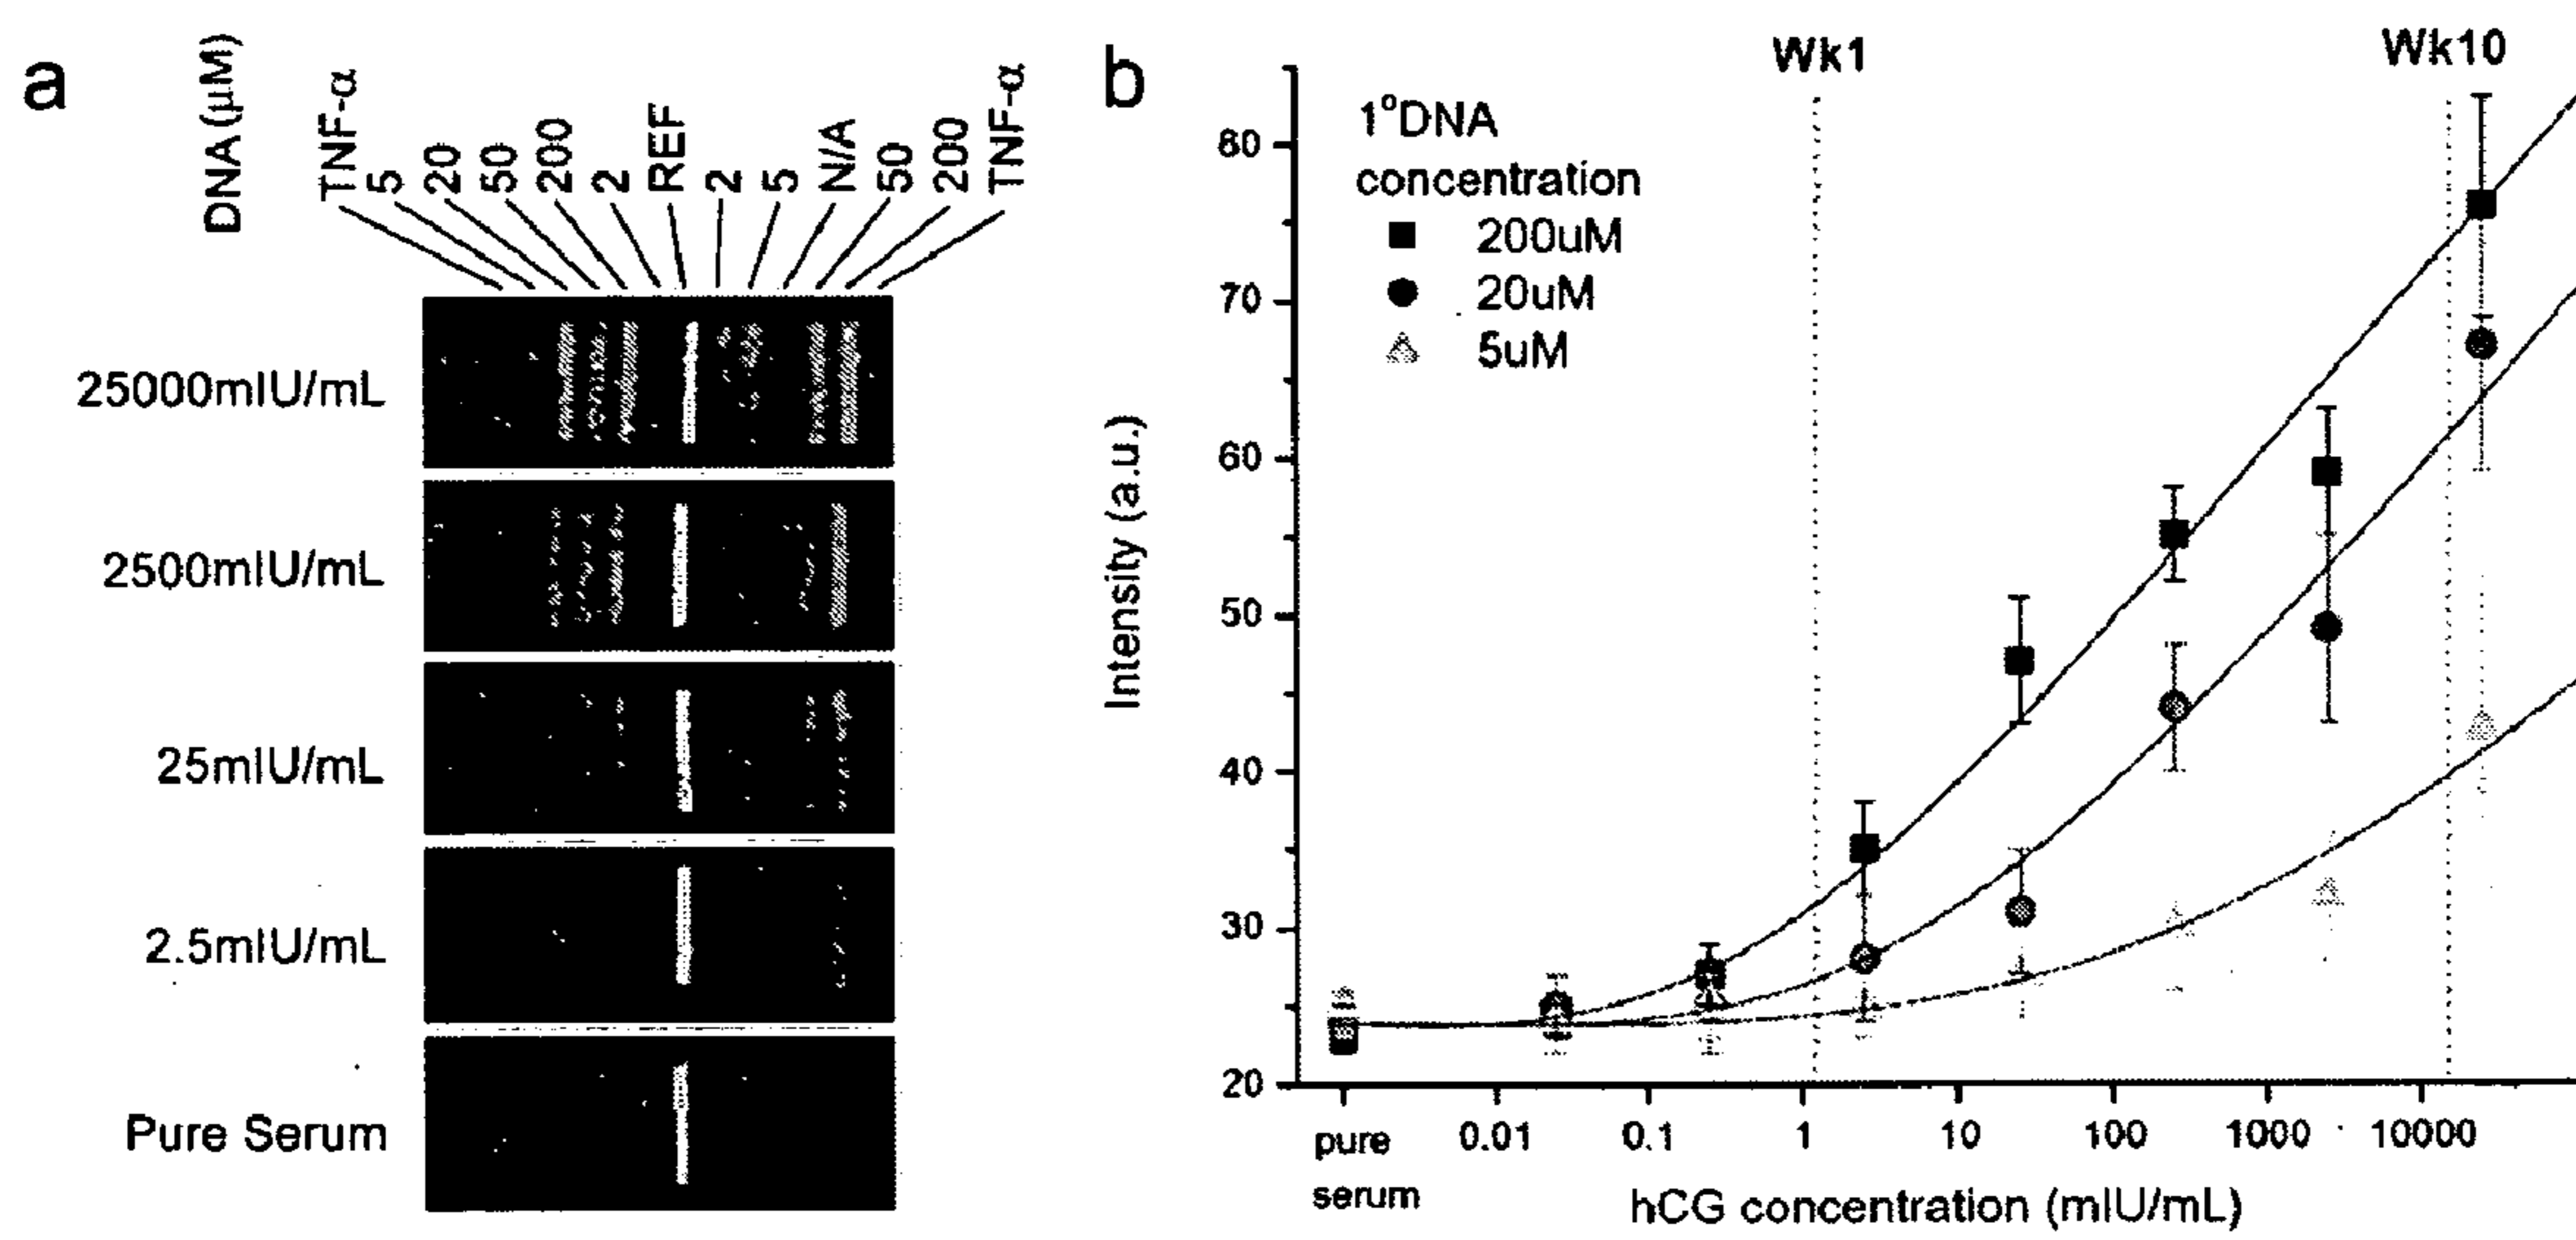 a
DNA (μM)
TNF-α
5
20
50
200
2
REF
2
5
N/A
50
200
TNF-α
25000mIU/mL
2500mIU/mL
25mIU/mL
2.5mIU/mL
Pure Serum
b
Wk1
Wk10
1°DNA
concentration
200uM
20uM
5uM
Intensity (a.u.)
80
70
60
50
40
30
20
pure
serum
0.01
0.1
1
10
100
1000
10000
hCG concentration (mIU/mL)